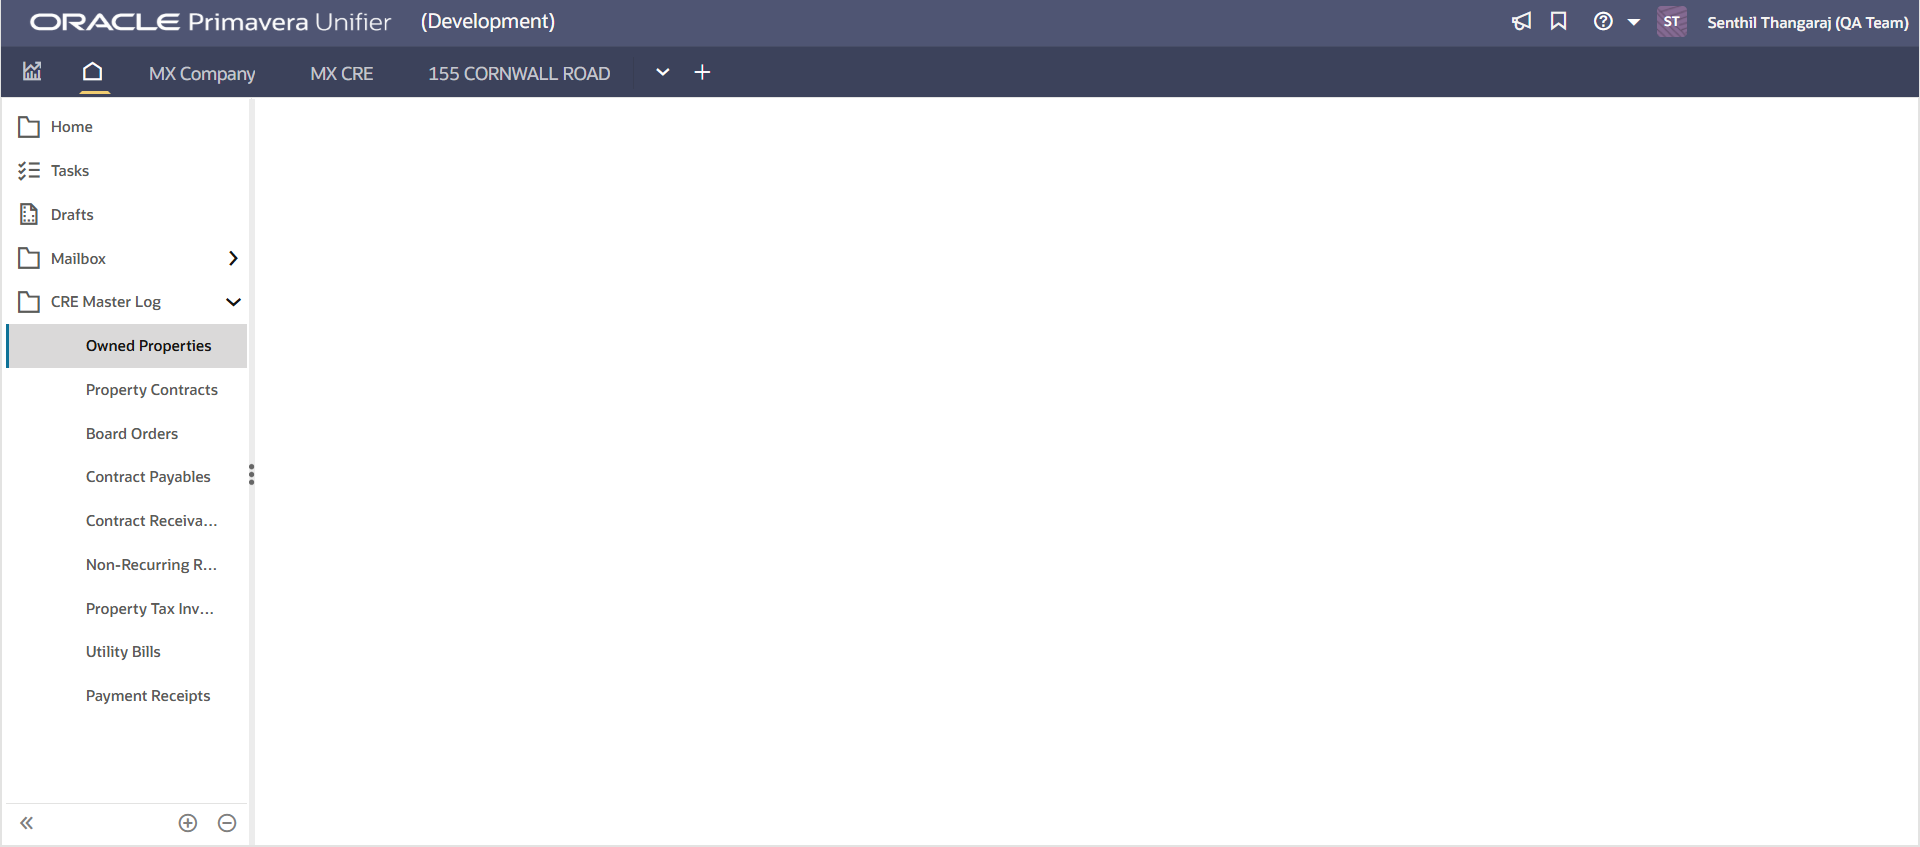 ORACLE Primavera Unifier (Development) ST Senthil Thangaraj (QA Team)
MX Company MX CRE 155 CORNWALL ROAD
Home
Tasks
Drafts
Mailbox
CRE Master Log
Owned Properties
Property Contracts
Board Orders
Contract Payables
Contract Receiva...
Non-Recurring R...
Property Tax Inv...
Utility Bills
Payment Receipts